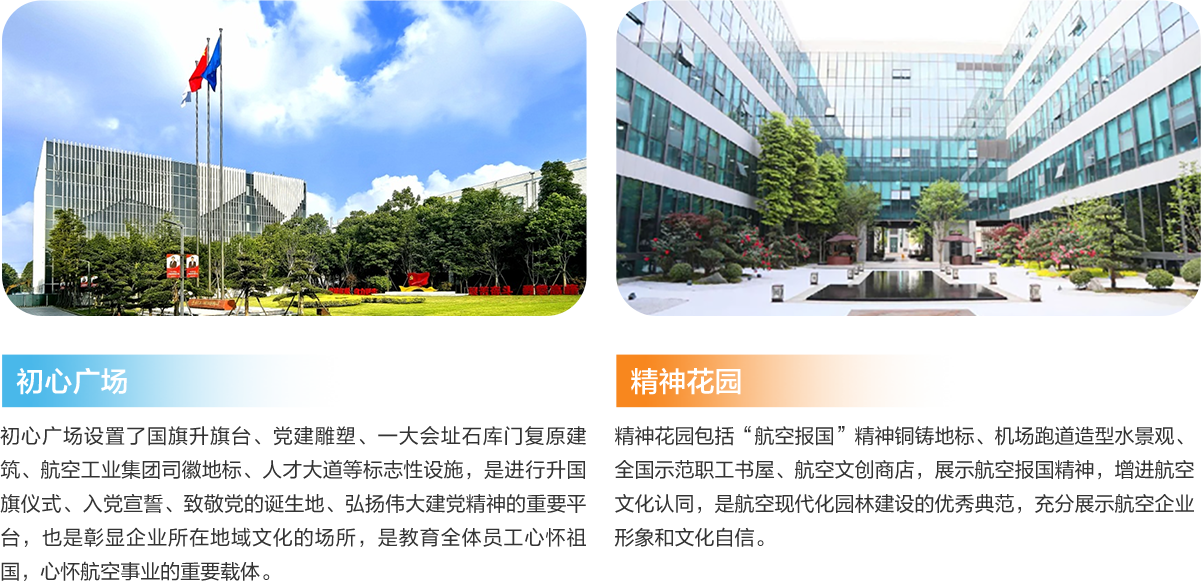 初心广场
初心广场设置了国旗升旗台、党建雕塑、一大会址石库门复原建
筑、航空工业集团司徽地标、人才大道等标志性设施，是进行升国
旗仪式、入党宣誓、致敬党的诞生地、弘扬伟大建党精神的重要平
台，也是彰显企业所在地域文化的场所，是教育全体员工心怀祖
国，心怀航空事业的重要载体。
精神花园
精神花园包括“航空报国”精神铜铸地标、机场跑道造型水景观、
全国示范职工书屋、航空文创商店，展示航空报国精神，增进航空
文化认同，是航空现代化园林建设的优秀典范，充分展示航空企业
形象和文化自信。